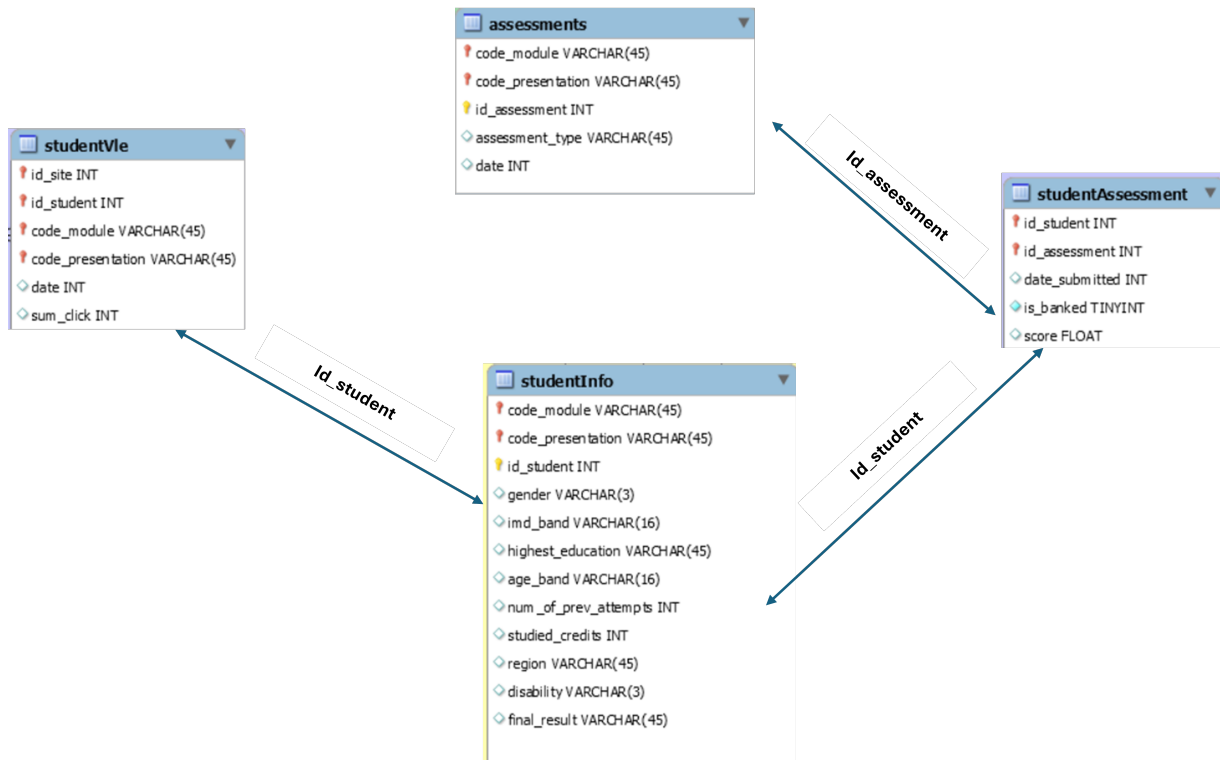 assessments
code_module VARCHAR(45)
code_presentation VARCHAR(45)
id_assessment INT
assessment_type VARCHAR(45)
date INT
studentVle
id_site INT
id_student INT
code_module VARCHAR(45)
code_presentation VARCHAR(45)
date INT
sum_click INT
Id_assessment
studentAssessment
id_student INT
id_assessment INT
date_submitted INT
is_banked TINYINT
score FLOAT
Id_student
studentInfo
code_module VARCHAR(45)
code_presentation VARCHAR(45)
id_student INT
gender VARCHAR(3)
imd_band VARCHAR(16)
highest_education VARCHAR(45)
age_band VARCHAR(16)
num_of_prev_attempts INT
studied_credits INT
region VARCHAR(45)
disability VARCHAR(3)
final_result VARCHAR(45)
Id_student